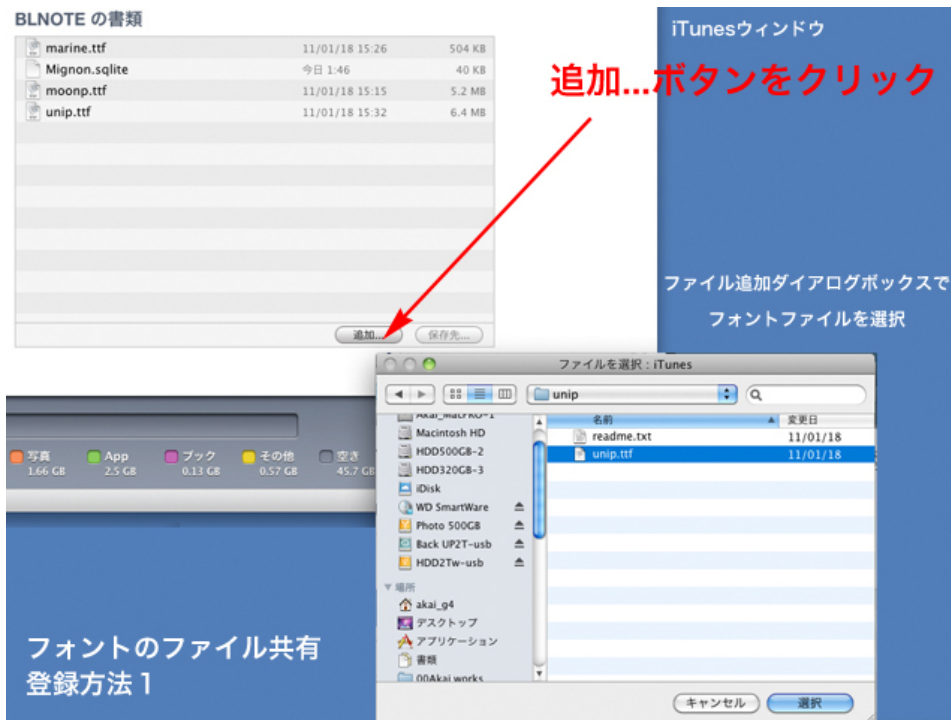 BLNOTE の書類
marine.ttf 11/01/18 15:26 504 KB
Mignon.sqlite 今日 1:46 40 KB
moonp.ttf 11/01/18 15:15 5.2 MB
unip.ttf 11/01/18 15:32 6.4 MB
追加... 保存先...
iTunesウィンドウ
追加...ボタンをクリック
ファイル追加ダイアログボックスで
フォントファイルを選択
写真 App ブック その他 空き
1.66 GB 2.5 GB 0.13 GB 0.57 GB 45.7 GB
ファイルを選択：iTunes
unip
名前 変更日
readme.txt 11/01/18
unip.ttf 11/01/18
Macintosh HD
HDD500GB-2
HDD320GB-3
iDisk
WD SmartWare
Photo 500GB
Back UP2T-usb
HDD2Tw-usb
場所
akai_g4
デスクトップ
アプリケーション
書類
00Akai works
キャンセル 選択
フォントのファイル共有
登録方法１